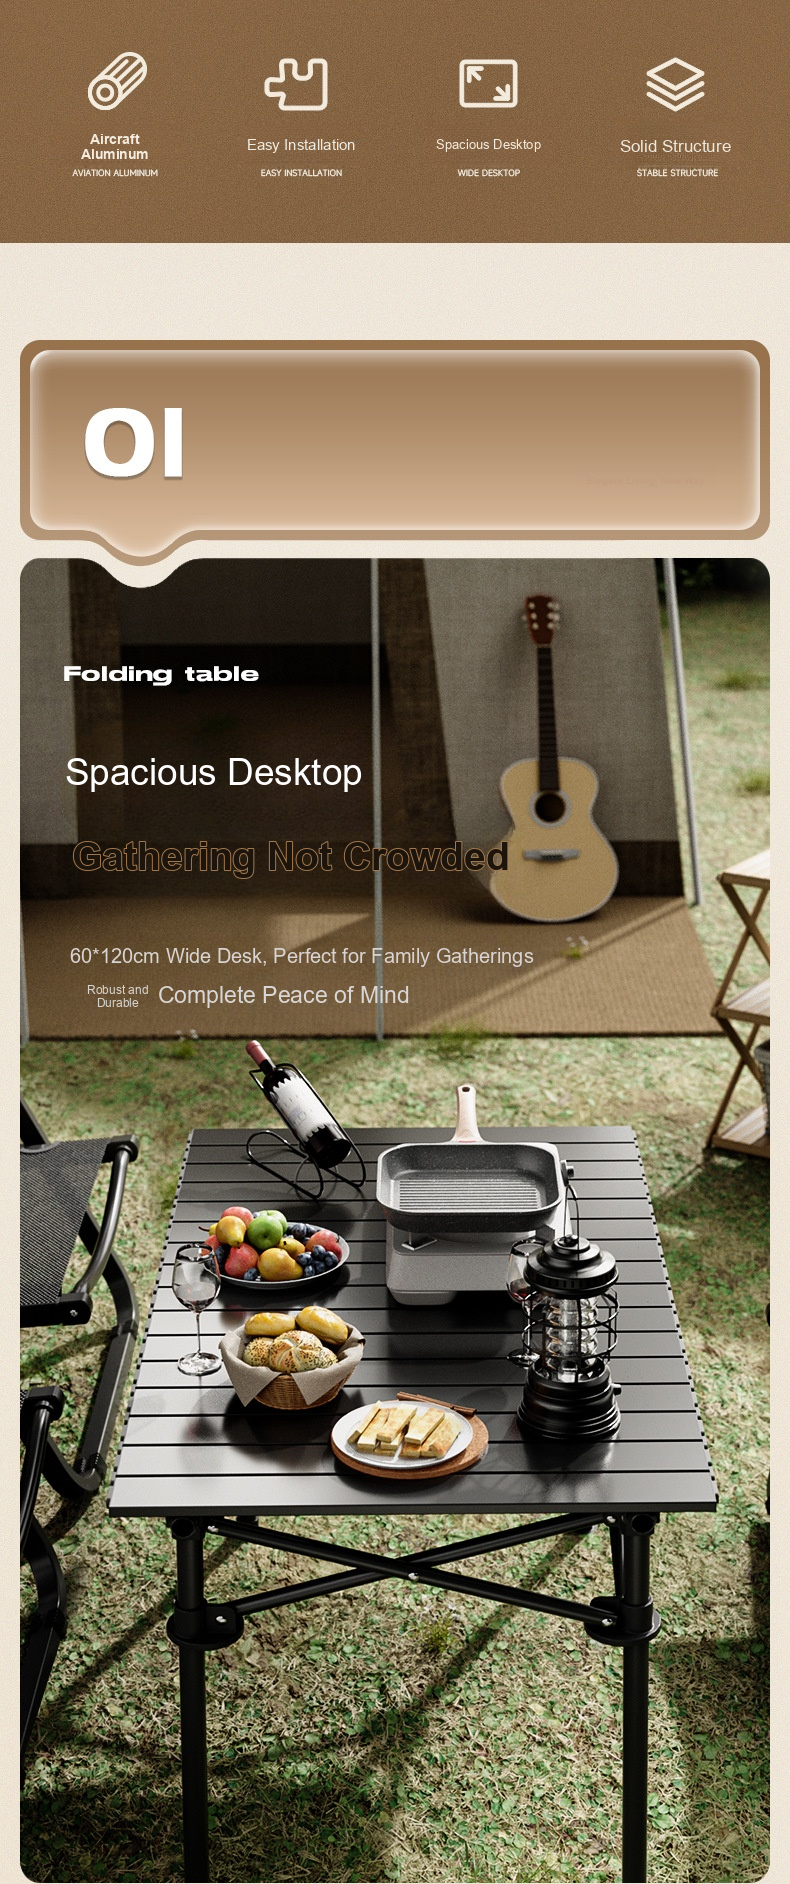 Aircraft
Aluminum
AVIATION ALUMINUM
Easy Installation
EASY INSTALLATION
Spacious Desktop
WIDE DESKTOP
Solid Structure
STABLE STRUCTURE
01
Folding table
Spacious Desktop
Gathering Not Crowded
60*120cm Wide Desk, Perfect for Family Gatherings
Robust and
Durable
Complete Peace of Mind